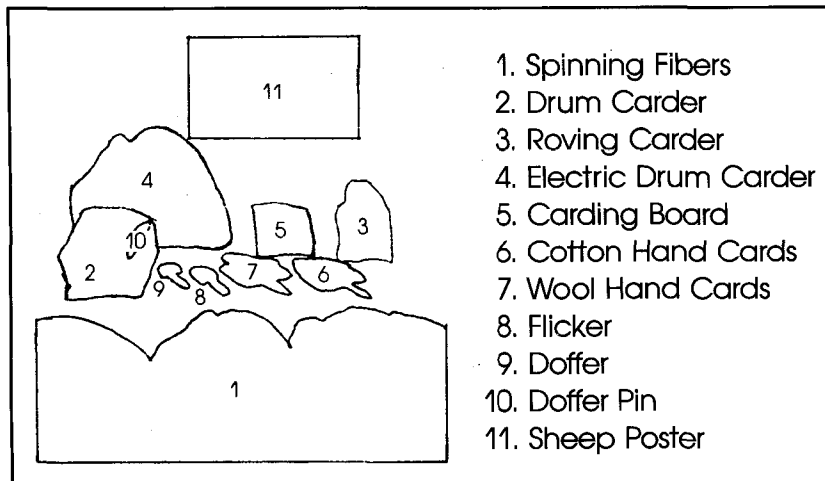 11
4
5
3
10
2
9
8
7
6
1
1. Spinning Fibers
2. Drum Carder
3. Roving Carder
4. Electric Drum Carder
5. Carding Board
6. Cotton Hand Cards
7. Wool Hand Cards
8. Flicker
9. Doffer
10. Doffer Pin
11. Sheep Poster